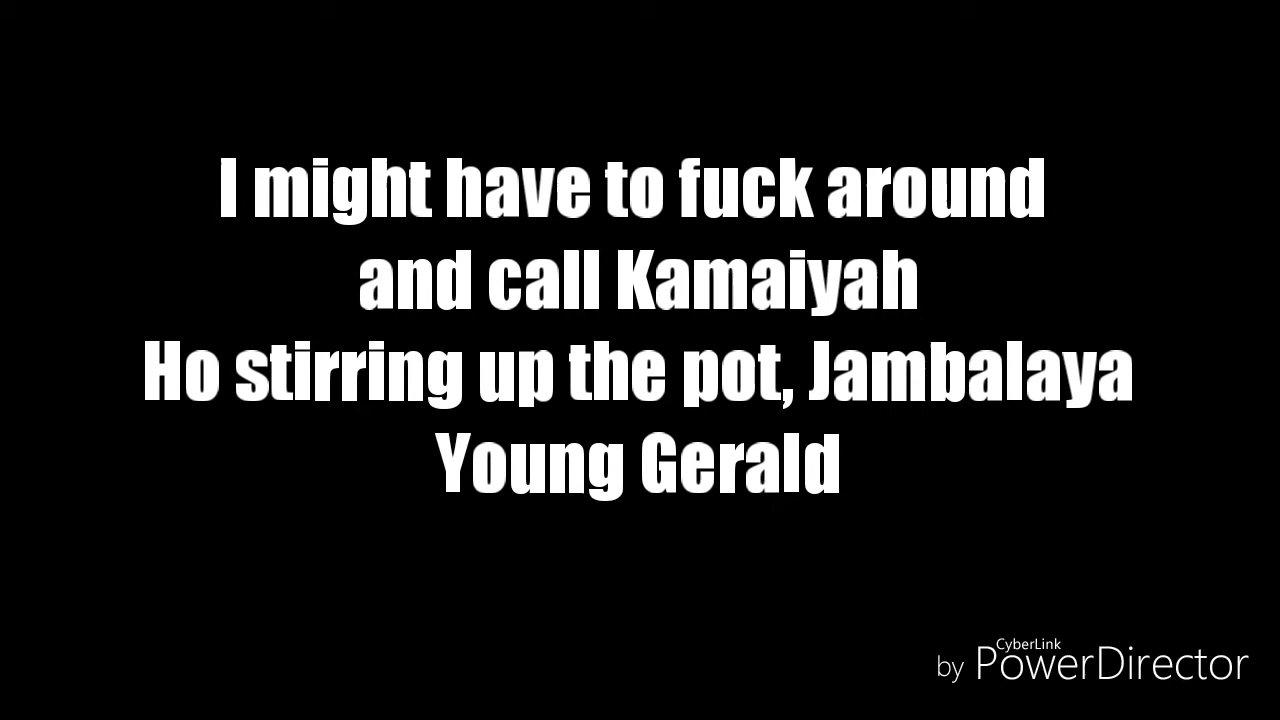 I might have to fuck around
and call Kamaiyah
Ho stirring up the pot, Jambalaya
Young Gerald
CyberLink
by PowerDirector